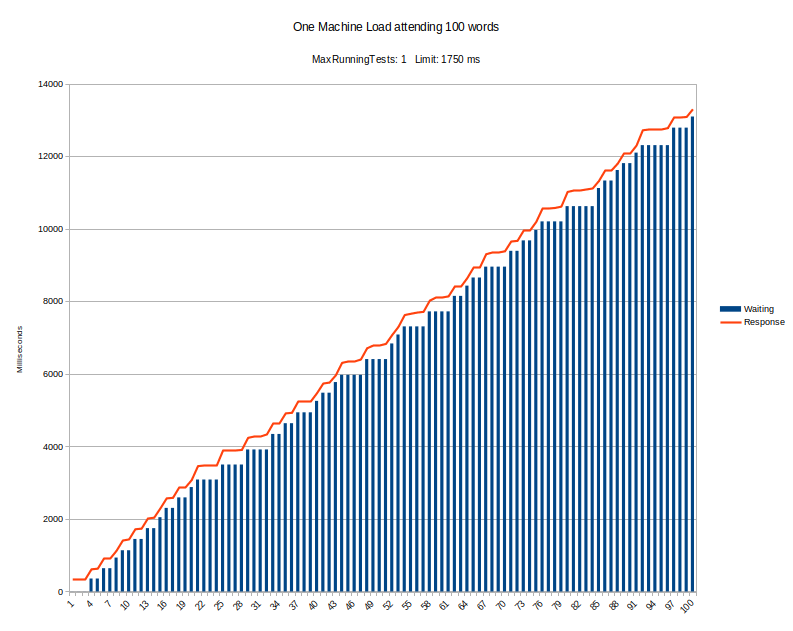 One Machine Load attending 100 words
MaxRunningTests: 1 Limit: 1750 ms
14000
12000
10000
8000
6000
4000
2000
0
Milliseconds
Waiting
Response
1 4 7 10 13 16 19 22 25 28 31 34 37 40 43 46 49 52 55 58 61 64 67 70 73 76 79 82 85 88 91 94 97 100